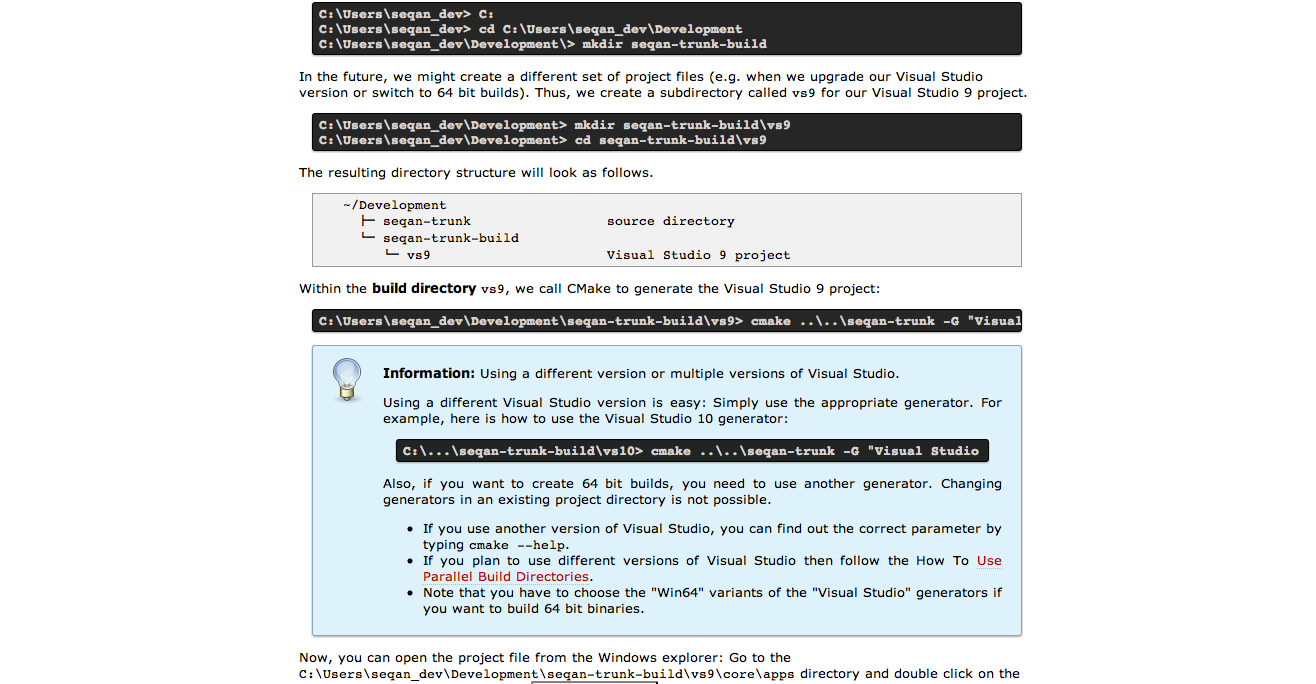 C:\Users\seqan_dev> C:
C:\Users\seqan_dev> cd C:\Users\seqan_dev\Development
C:\Users\seqan_dev\Development\> mkdir seqan-trunk-build
In the future, we might create a different set of project files (e.g. when we upgrade our Visual Studio
version or switch to 64 bit builds). Thus, we create a subdirectory called vs9 for our Visual Studio 9 project.
C:\Users\seqan_dev\Development> mkdir seqan-trunk-build\vs9
C:\Users\seqan_dev\Development> cd seqan-trunk-build\vs9
The resulting directory structure will look as follows.
~/Development
├─ seqan-trunk source directory
└─ seqan-trunk-build
└─ vs9 Visual Studio 9 project
Within the build directory vs9, we call CMake to generate the Visual Studio 9 project:
C:\Users\seqan_dev\Development\seqan-trunk-build\vs9> cmake ..\..\seqan-trunk -G "Visual
Information: Using a different version or multiple versions of Visual Studio.
Using a different Visual Studio version is easy: Simply use the appropriate generator. For
example, here is how to use the Visual Studio 10 generator:
C:\...\seqan-trunk-build\vs10> cmake ..\..\seqan-trunk -G "Visual Studio
Also, if you want to create 64 bit builds, you need to use another generator. Changing
generators in an existing project directory is not possible.
• If you use another version of Visual Studio, you can find out the correct parameter by
typing cmake --help.
• If you plan to use different versions of Visual Studio then follow the How To Use
Parallel Build Directories.
• Note that you have to choose the "Win64" variants of the "Visual Studio" generators if
you want to build 64 bit binaries.
Now, you can open the project file from the Windows explorer: Go to the
C:\Users\seqan_dev\Development\seqan-trunk-build\vs9\core\apps directory and double click on the